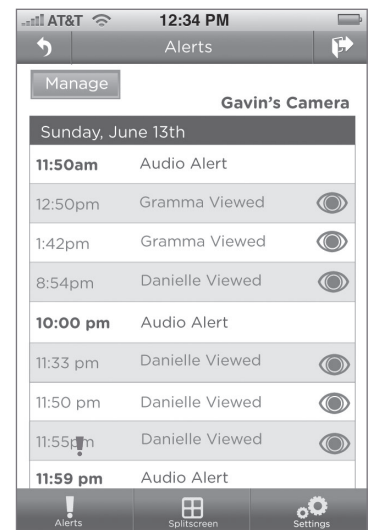 AT&T 12:34 PM
Alerts
Manage
Gavin's Camera
Sunday, June 13th
11:50am Audio Alert
12:50pm Gramma Viewed
1:42pm Gramma Viewed
8:54pm Danielle Viewed
10:00 pm Audio Alert
11:33 pm Danielle Viewed
11:50 pm Danielle Viewed
11:55pm Danielle Viewed
11:59 pm Audio Alert
Alerts Splitscreen Settings